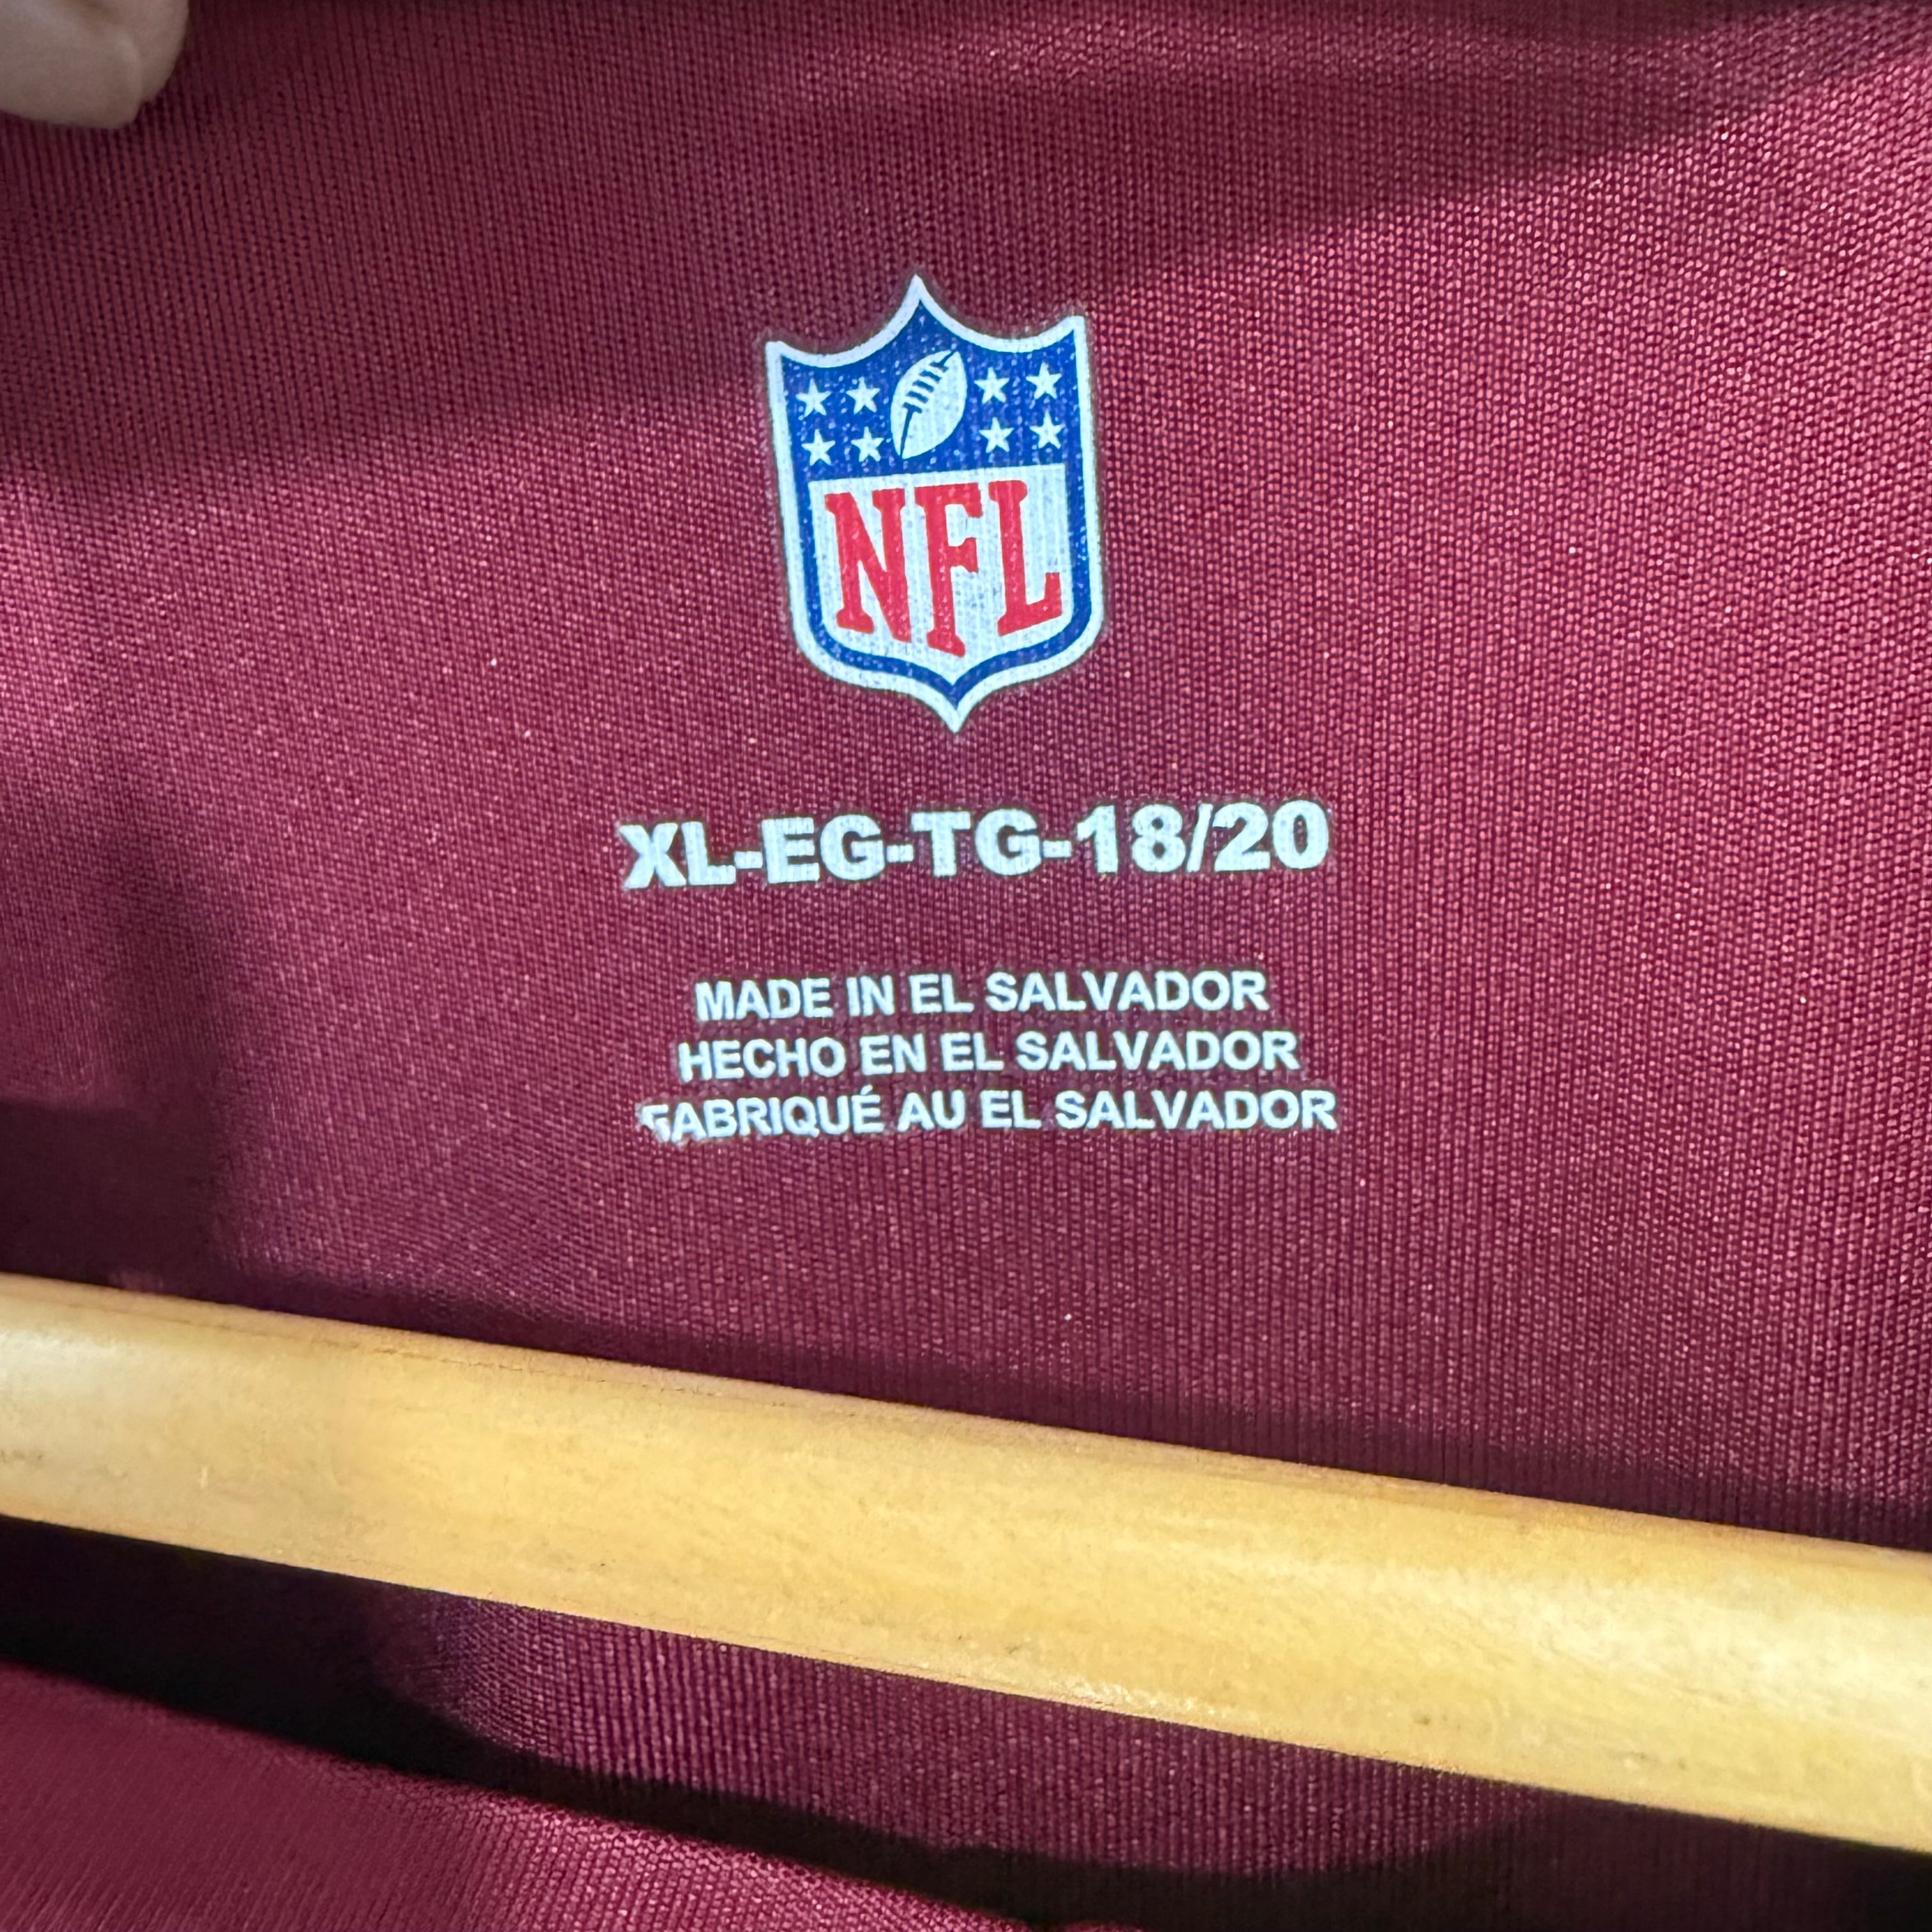 NFL
XL-EG-TG-18/20
MADE IN EL SALVADOR
HECHO EN EL SALVADOR
FABRIQUÉ AU EL SALVADOR